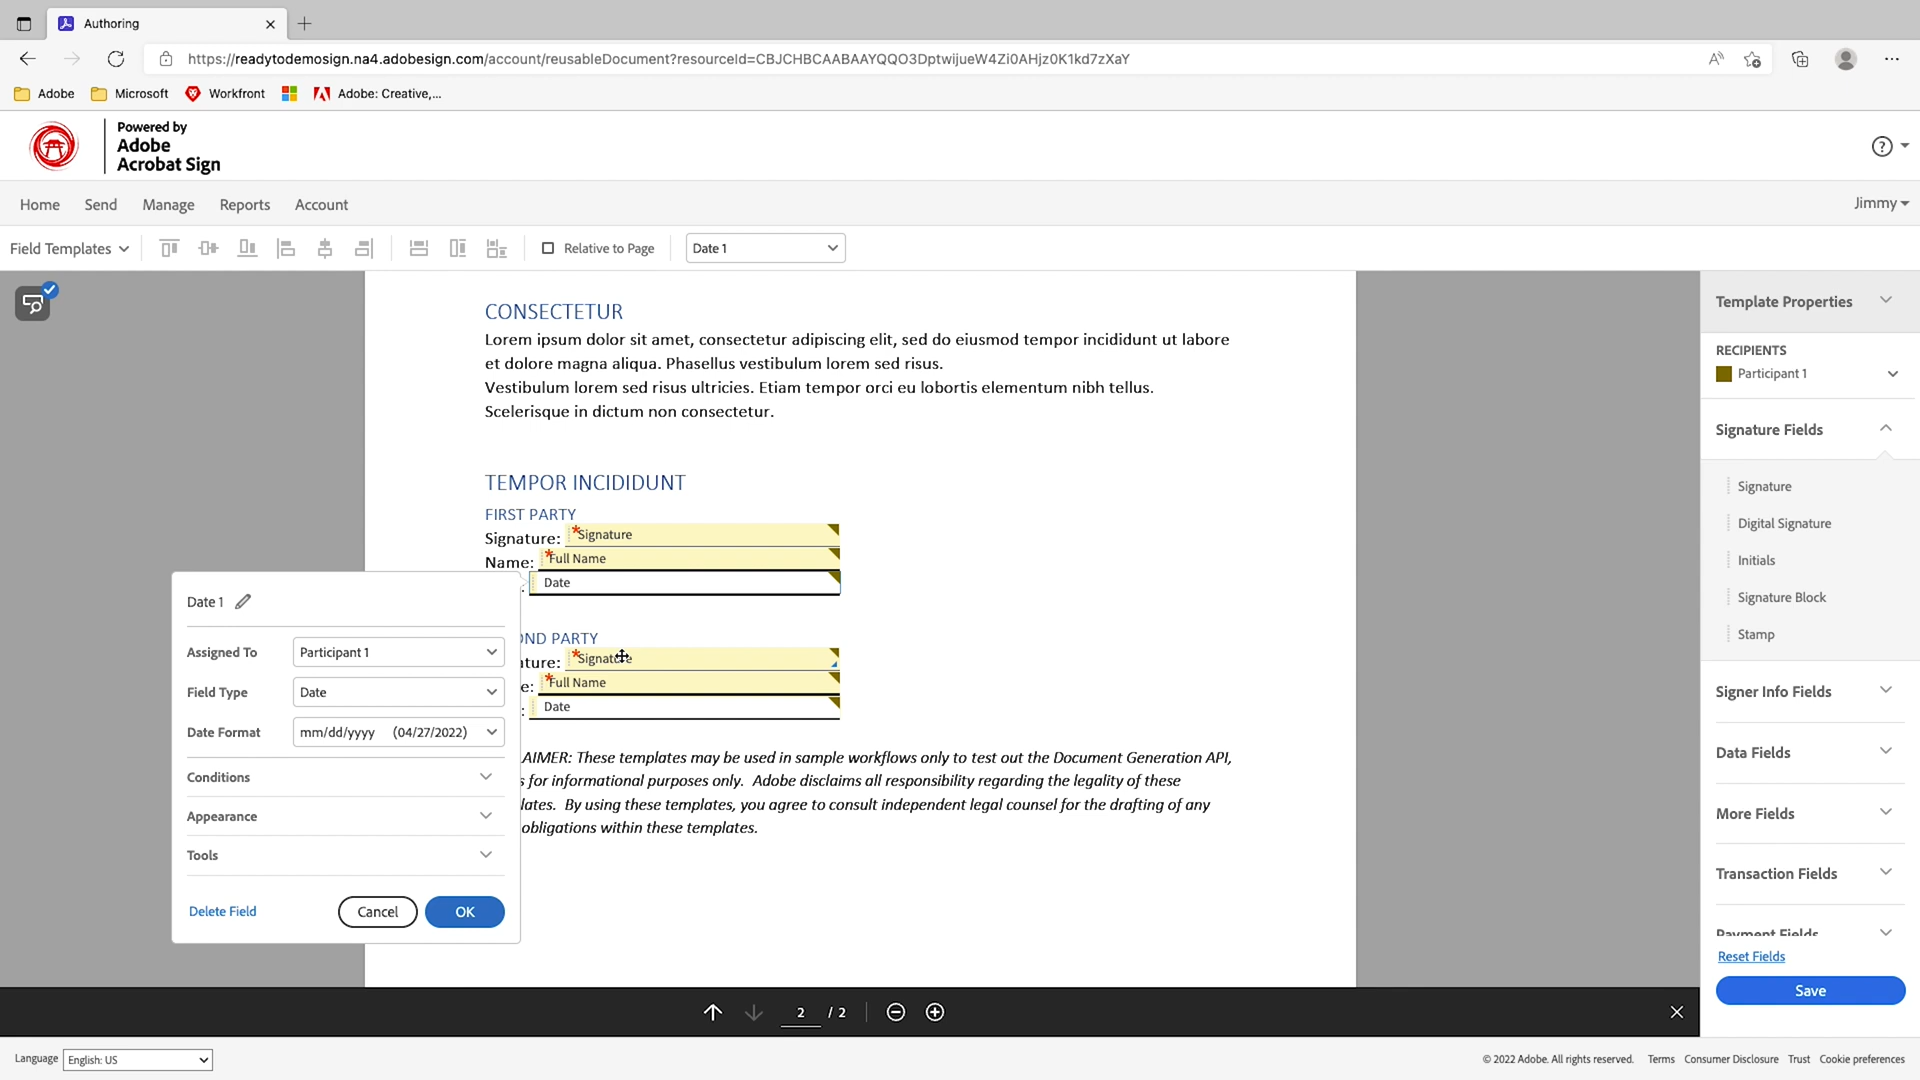 Authoring
https://readytodemosign.na4.adobesign.com/account/reusableDocument?resourceId=CBJCHBCAABAAYQQO3DptwijueW4Zi0AHjz0K1kd7zXaY
Adobe Microsoft Workfront Adobe: Creative,...
Powered by
Adobe
Acrobat Sign
Home Send Manage Reports Account Jimmy
Field Templates Relative to Page Date 1
CONSECTETUR
Lorem ipsum dolor sit amet, consectetur adipiscing elit, sed do eiusmod tempor incididunt ut labore
et dolore magna aliqua. Phasellus vestibulum lorem sed risus.
Vestibulum lorem sed risus ultricies. Etiam tempor orci eu lobortis elementum nibh tellus.
Scelerisque in dictum non consectetur.
TEMPOR INCIDIDUNT
FIRST PARTY
Signature: *Signature
Name: *Full Name
: Date
OND PARTY
ture: *Signature
e: *Full Name
: Date
AIMER: These templates may be used in sample workflows only to test out the Document Generation API,
s for informational purposes only. Adobe disclaims all responsibility regarding the legality of these
lates. By using these templates, you agree to consult independent legal counsel for the drafting of any
obligations within these templates.
Date 1
Assigned To Participant 1
Field Type Date
Date Format mm/dd/yyyy (04/27/2022)
Conditions
Appearance
Tools
Delete Field Cancel OK
Template Properties
RECIPIENTS
Participant 1
Signature Fields
Signature
Digital Signature
Initials
Signature Block
Stamp
Signer Info Fields
Data Fields
More Fields
Transaction Fields
Payment Fields
Reset Fields
Save
2 / 2
Language English: US
© 2022 Adobe. All rights reserved. Terms Consumer Disclosure Trust Cookie preferences